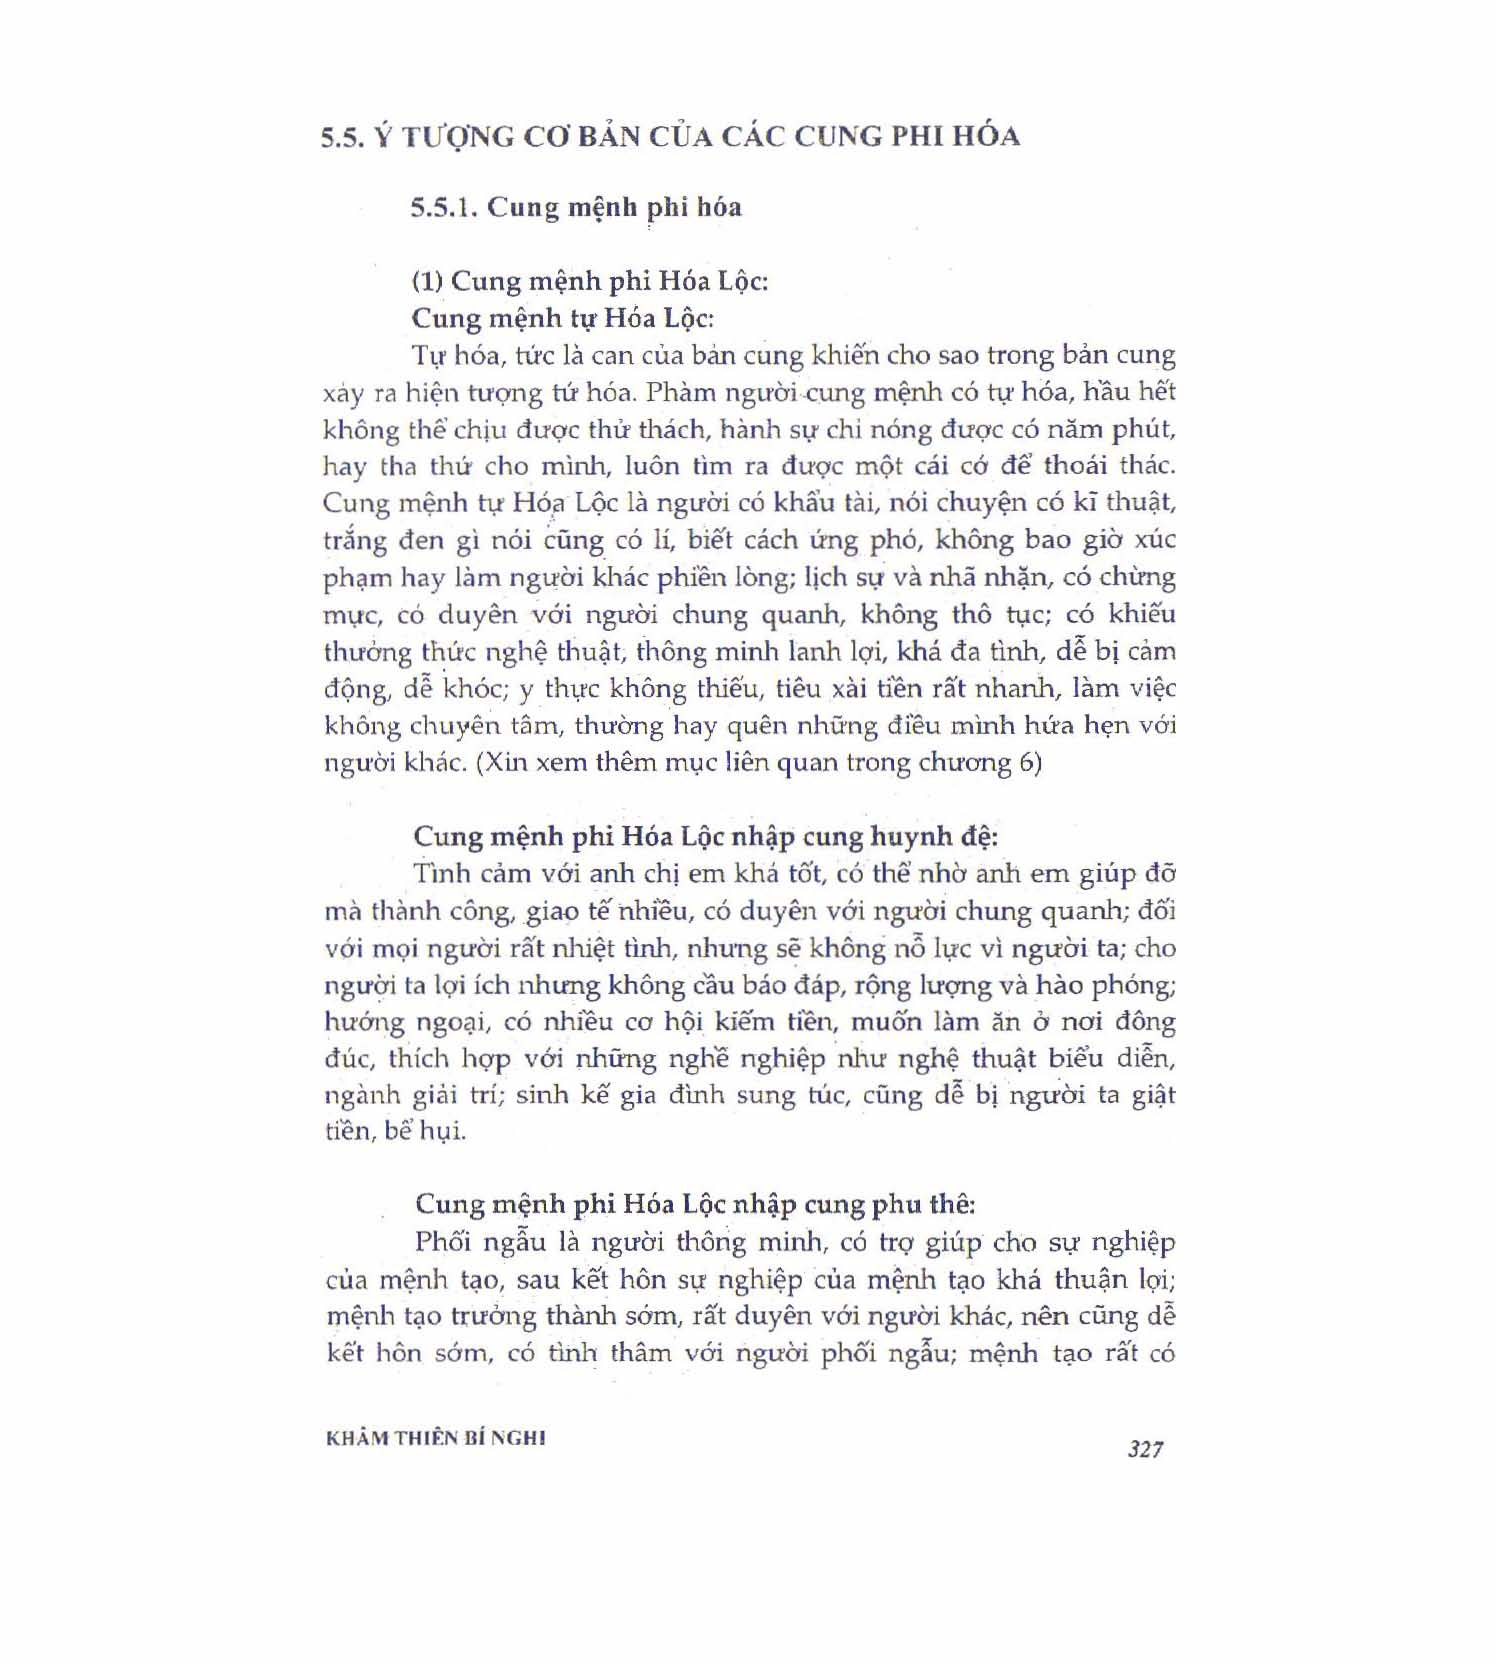 5.5. Ý TƯỢNG CƠ BẢN CỦA CÁC CUNG PHI HÓA
5.5.1. Cung mệnh phi hóa
(1) Cung mệnh phi Hóa Lộc:
Cung mệnh tự Hóa Lộc:
Tự hóa, tức là can của bản cung khiến cho sao trong bản cung
xảy ra hiện tượng tứ hóa. Phàm người cung mệnh có tự hóa, hầu hết
không thể chịu được thử thách, hành sự chỉ nóng được có năm phút,
hay tha thứ cho mình, luôn tìm ra được một cái cớ để thoái thác.
Cung mệnh tự Hóa Lộc là người có khẩu tài, nói chuyện có kĩ thuật,
trắng đen gì nói cũng có lí, biết cách ứng phó, không bao giờ xúc
phạm hay làm người khác phiền lòng; lịch sự và nhã nhặn, có chừng
mực, có duyên với người chung quanh, không thô tục; có khiếu
thưởng thức nghệ thuật, thông minh lanh lợi, khá đa tình, dễ bị cảm
động, dễ khóc; y thực không thiếu, tiêu xài tiền rất nhanh, làm việc
không chuyên tâm, thường hay quên những điều mình hứa hẹn với
người khác. (Xin xem thêm mục liên quan trong chương 6)
Cung mệnh phi Hóa Lộc nhập cung huynh đệ:
Tình cảm với anh chị em khá tốt, có thể nhờ anh em giúp đỡ
mà thành công, giao tế nhiều, có duyên với người chung quanh; đối
với mọi người rất nhiệt tình, nhưng sẽ không nỗ lực vì người ta; cho
người ta lợi ích nhưng không cầu báo đáp, rộng lượng và hào phóng;
hướng ngoại, có nhiều cơ hội kiếm tiền, muốn làm ăn ở nơi đông
đúc, thích hợp với những nghề nghiệp như nghệ thuật biểu diễn,
ngành giải trí; sinh kế gia đình sung túc, cũng dễ bị người ta giật
tiền, bể hụi.
Cung mệnh phi Hóa Lộc nhập cung phu thê:
Phối ngẫu là người thông minh, có trợ giúp cho sự nghiệp
của mệnh tạo, sau kết hôn sự nghiệp của mệnh tạo khá thuận lợi;
mệnh tạo trưởng thành sớm, rất duyên với người khác, nên cũng dễ
kết hôn sớm, có tình thâm với người phối ngẫu; mệnh tạo rất có
KHÂM THIÊN BÍ NGHI
327